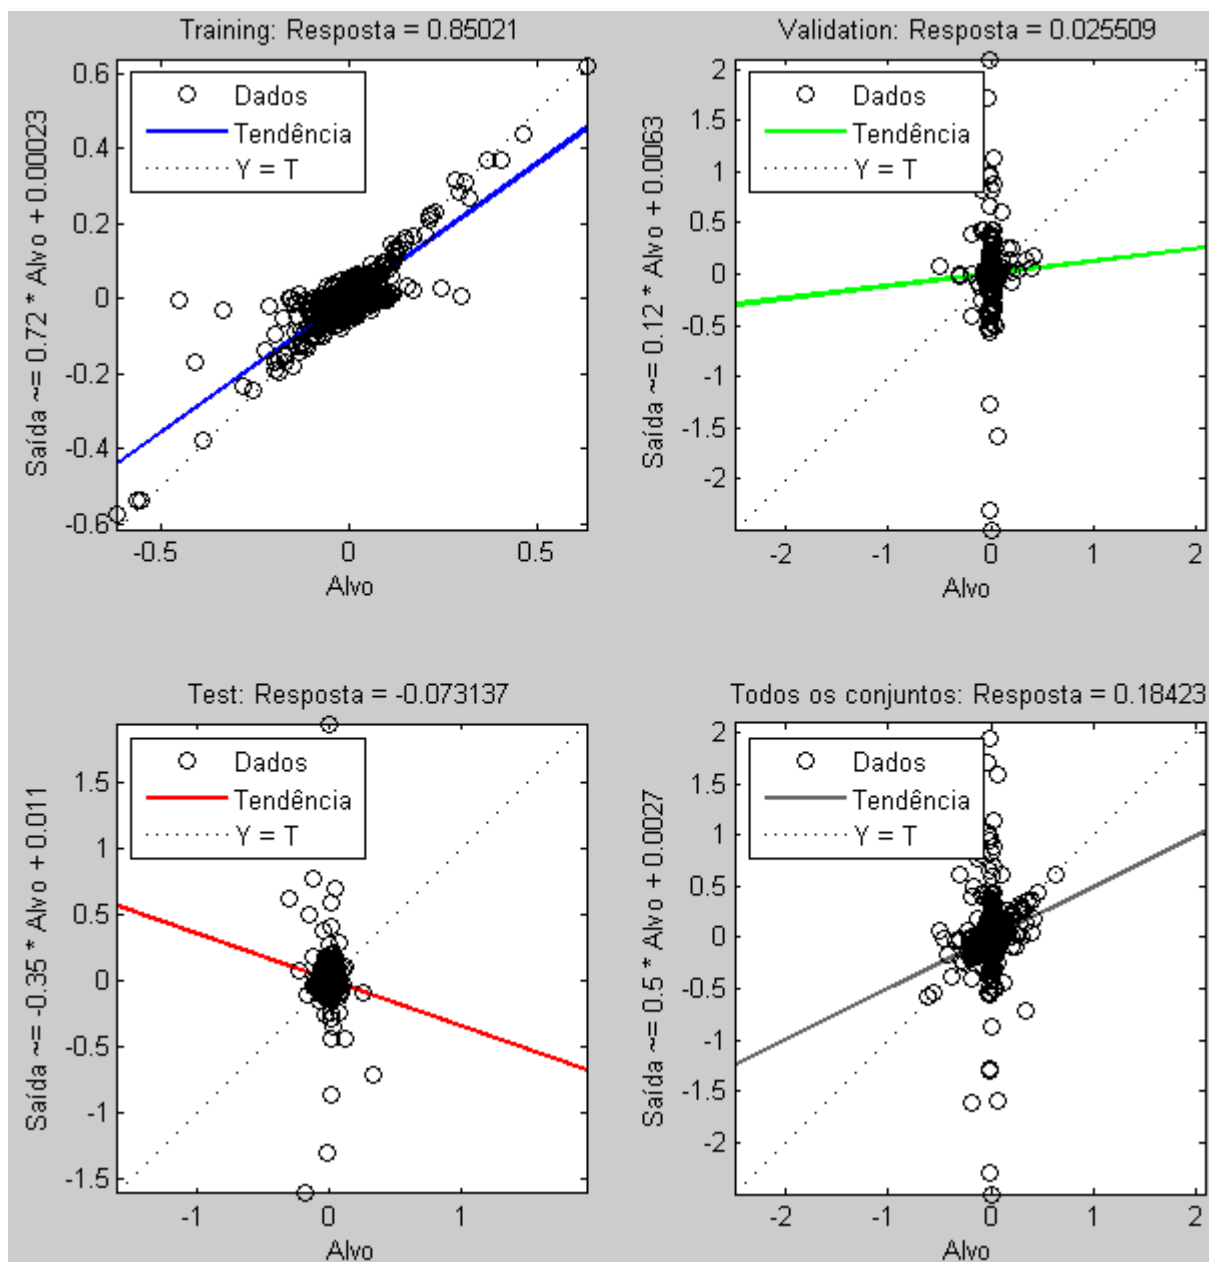 Training: Resposta = 0.85021
Saída ~= 0.72 * Alvo + 0.00023
0.6
0.4
0.2
0
-0.2
-0.4
-0.6
Dados
Tendência
Y = T
-0.5
0
0.5
Alvo
Validation: Resposta = 0.025509
Saída ~= 0.12 * Alvo + 0.0063
2
1.5
1
0.5
0
-0.5
-1
-1.5
-2
Dados
Tendência
Y = T
-2
-1
0
1
2
Alvo
Test: Resposta = -0.073137
Saída ~= -0.35 * Alvo + 0.011
1.5
1
0.5
0
-0.5
-1
-1.5
Dados
Tendência
Y = T
-1
0
1
Alvo
Todos os conjuntos: Resposta = 0.18423
Saída ~= 0.5 * Alvo + 0.0027
2
1.5
1
0.5
0
-0.5
-1
-1.5
-2
Dados
Tendência
Y = T
-2
-1
0
1
2
Alvo